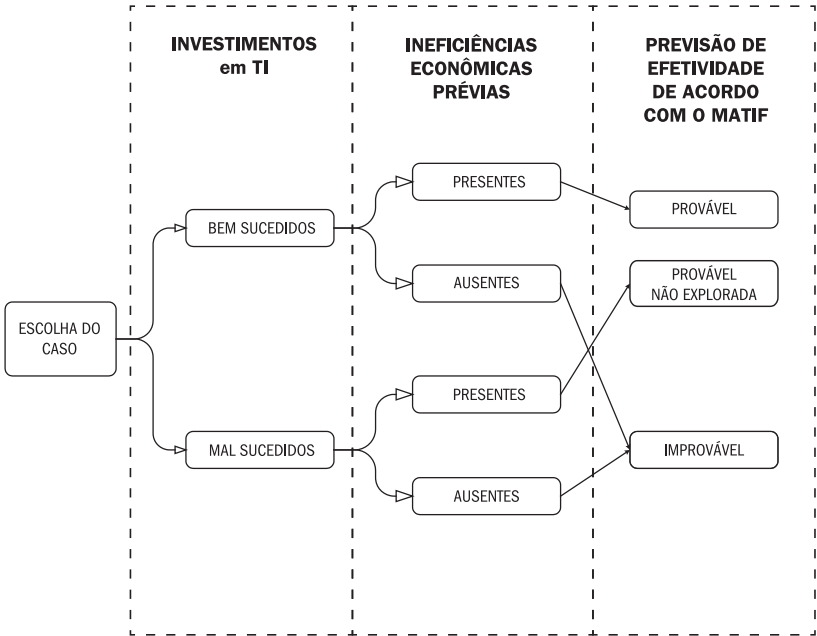 INVESTIMENTOS
em TI
INEFICIÊNCIAS
ECONÔMICAS
PRÉVIAS
PREVISÃO DE
EFETIVIDADE
DE ACORDO
COM O MATIF
ESCOLHA DO
CASO
BEM SUCEDIDOS
MAL SUCEDIDOS
PRESENTES
AUSENTES
PRESENTES
AUSENTES
PROVÁVEL
PROVÁVEL
NÃO EXPLORADA
IMPROVÁVEL